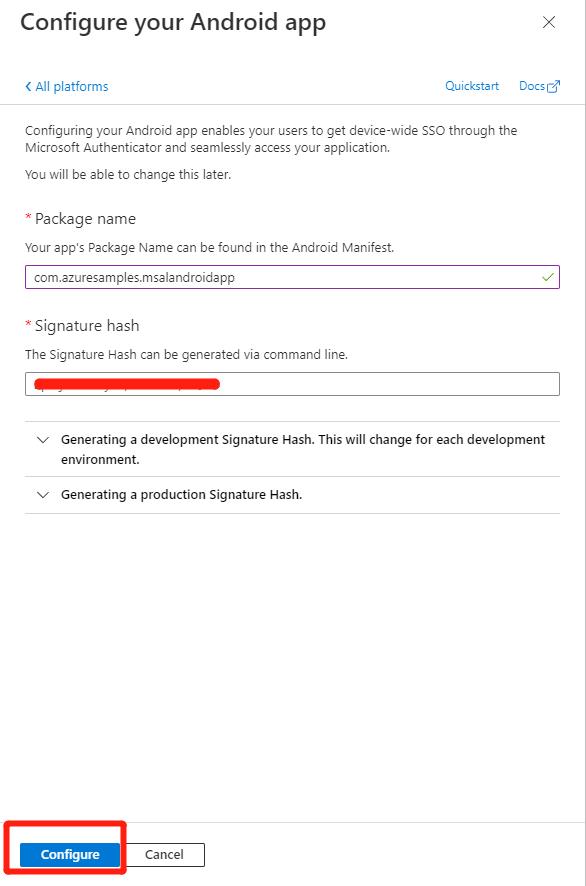 Configure your Android app
All platforms
Quickstart
Docs
Configuring your Android app enables your users to get device-wide SSO through the
Microsoft Authenticator and seamlessly access your application.
You will be able to change this later.
* Package name
Your app's Package Name can be found in the Android Manifest.
com.azuresamples.msalandroidapp
* Signature hash
The Signature Hash can be generated via command line.
Generating a development Signature Hash. This will change for each development
environment.
Generating a production Signature Hash.
Configure
Cancel